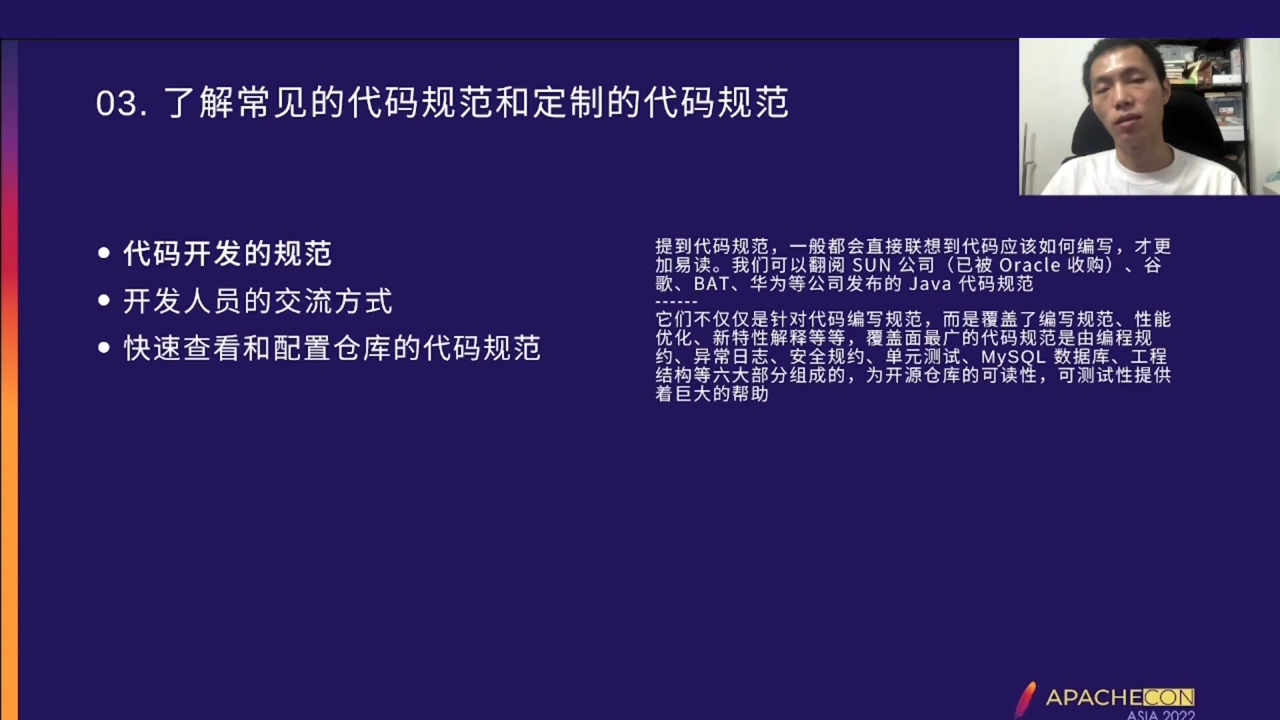 03. 了解常见的代码规范和定制的代码规范
• 代码开发的规范
• 开发人员的交流方式
• 快速查看和配置仓库的代码规范
提到代码规范，一般都会直接联想到代码应该如何编写，才更
加易读。我们可以翻阅 SUN 公司（已被 Oracle 收购）、谷
歌、BAT、华为等公司发布的 Java 代码规范
------
它们不仅仅是针对代码编写规范，而是覆盖了编写规范、性能
优化、新特性解释等等，覆盖面最广的代码规范是由编程规
约、异常日志、安全规约、单元测试、MySQL 数据库、工程
结构等六大部分组成的，为开源仓库的可读性，可测试性提供
着巨大的帮助
APACHECON
ASIA 2022